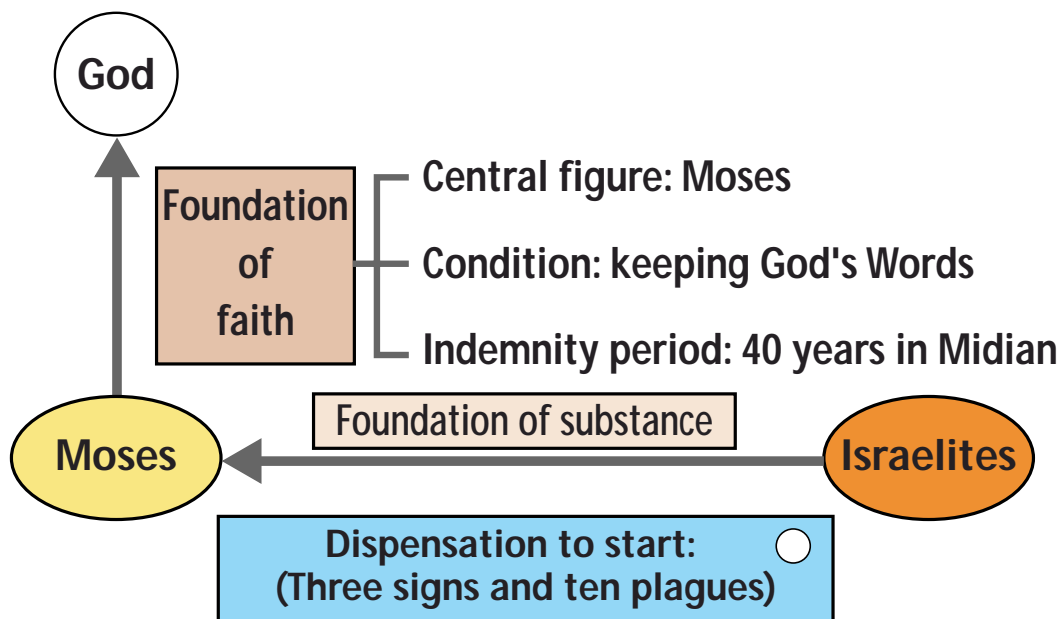 God
Foundation
of
faith
Central figure: Moses
Condition: keeping God's Words
Indemnity period: 40 years in Midian
Foundation of substance
Moses
Israelites
Dispensation to start:
(Three signs and ten plagues)